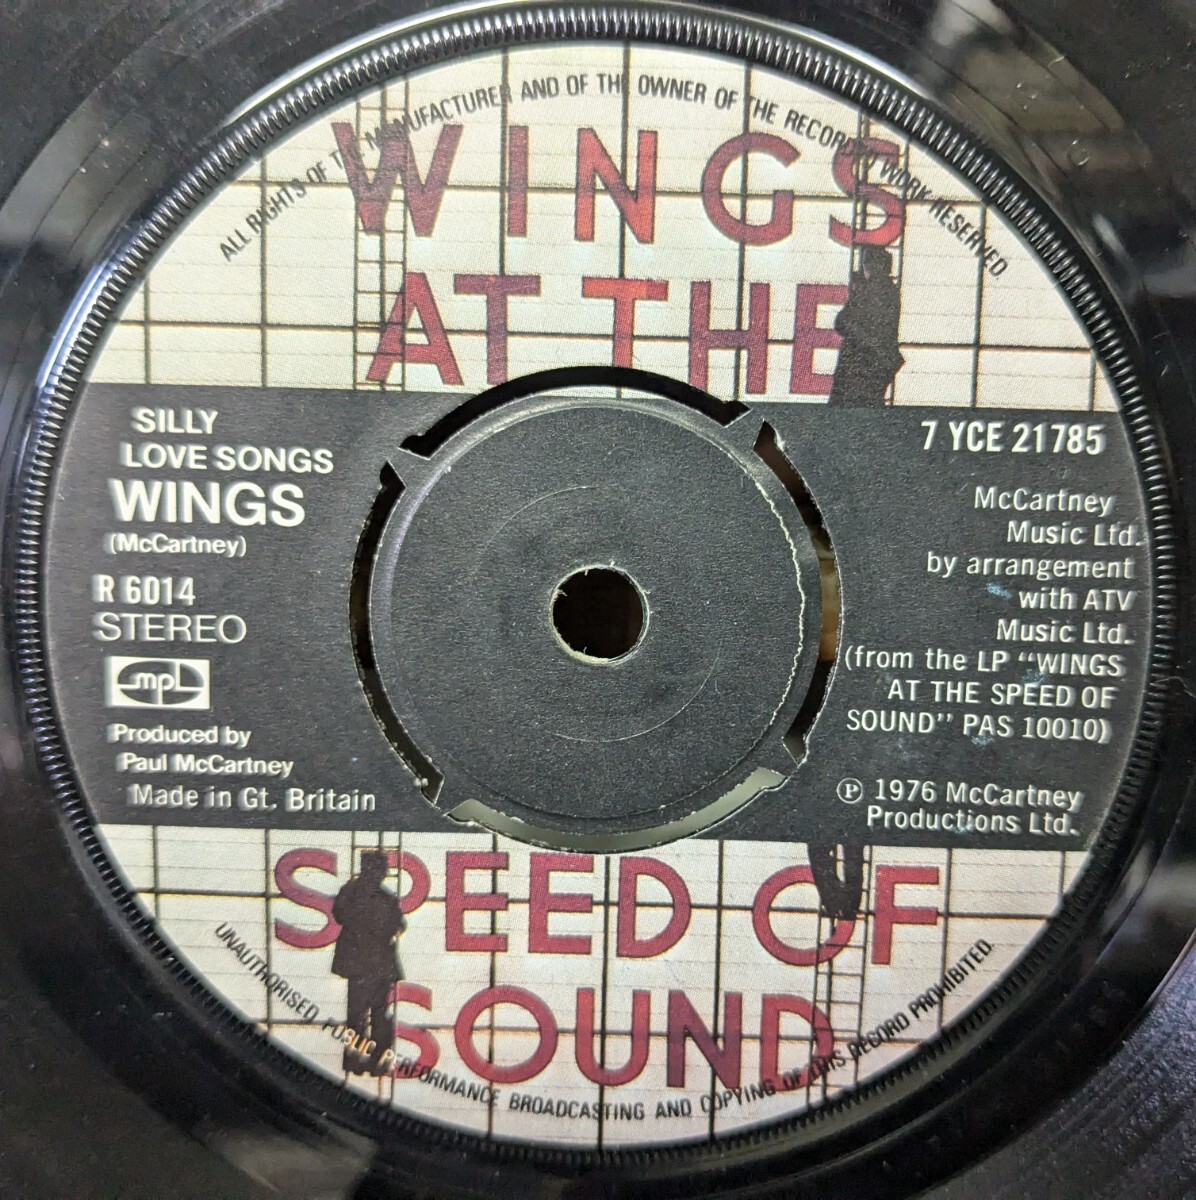 ALL RIGHTS OF THE MANUFACTURER AND OF THE OWNER OF THE RECORDED WORK RESERVED.
WINGS
AT THE
SILLY
LOVE SONGS
WINGS
(McCartney)
R 6014
STEREO
mpl
Produced by
Paul McCartney
Made in Gt. Britain
7 YCE 21785
McCartney
Music Ltd.
by arrangement
with ATV
Music Ltd.
(from the LP "WINGS
AT THE SPEED OF
SOUND" PAS 10010)
℗ 1976 McCartney
Productions Ltd.
SPEED OF
SOUND
UNAUTHORISED PUBLIC PERFORMANCE BROADCASTING AND COPYING OF THIS RECORD PROHIBITED.